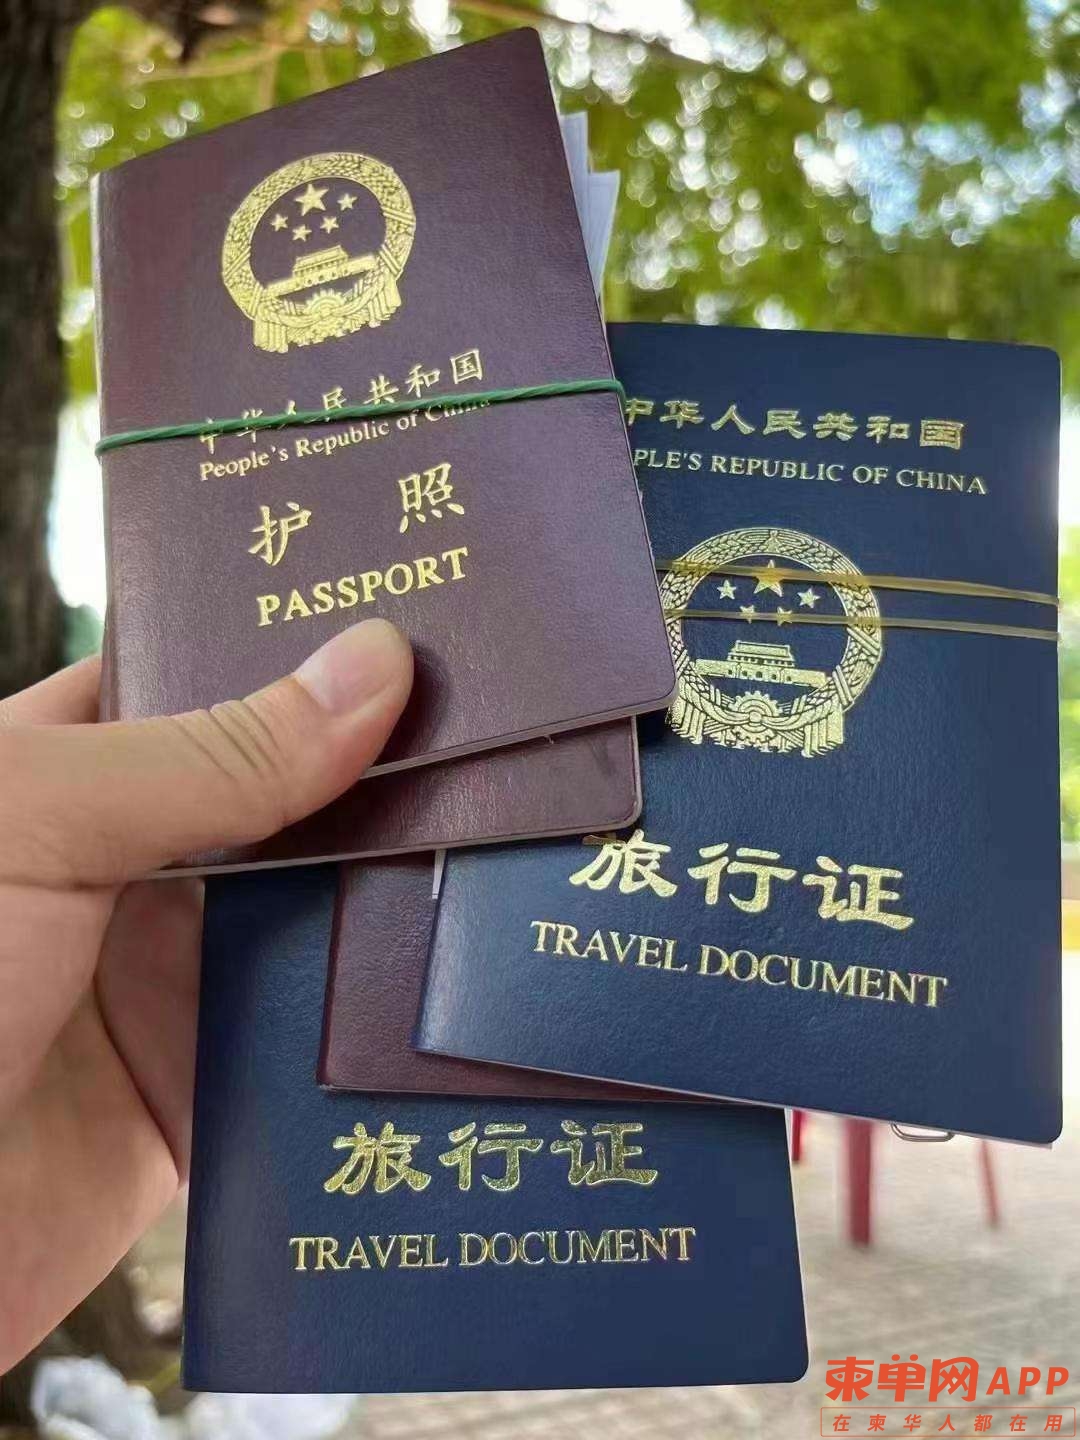 中华人民共和国
People's Republic of China
护照
PASSPORT
中华人民共和国
PLE'S REPUBLIC OF CHINA
旅行证
TRAVEL DOCUMENT
旅行证
TRAVEL DOCUMENT
柬单网APP
在柬华人都在用